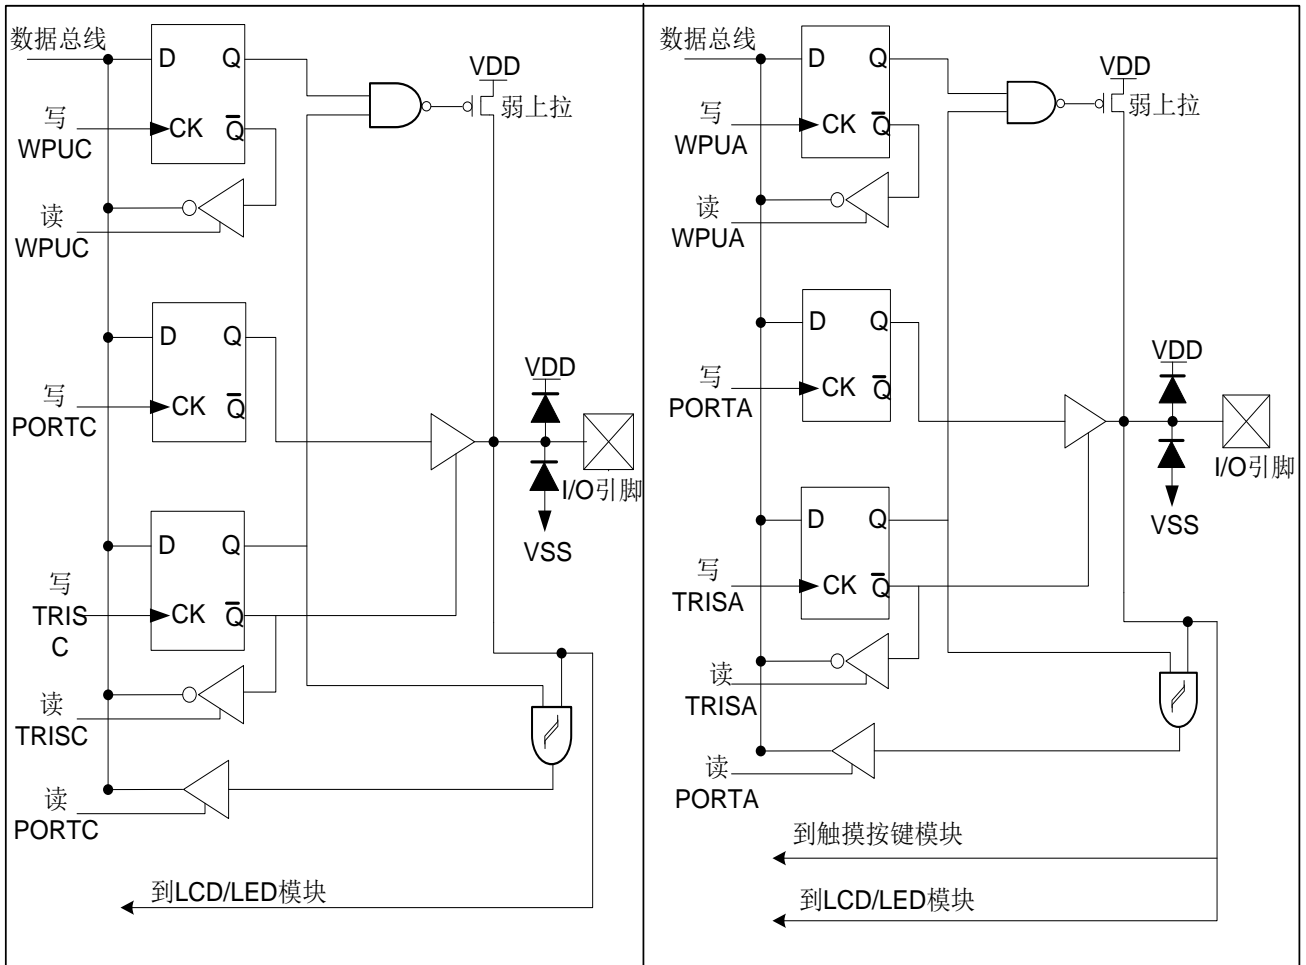 数据总线
D Q
VDD
弱上拉
写
WPUC
CK Q
读
WPUC
D Q
写
PORTC
CK Q
VDD
I/O引脚
VSS
D Q
写
TRIS
C
CK Q
读
TRISC
读
PORTC
到LCD/LED模块
数据总线
D Q
VDD
弱上拉
写
WPUA
CK Q
读
WPUA
D Q
写
PORTA
CK Q
VDD
I/O引脚
VSS
D Q
写
TRISA
CK Q
读
TRISA
读
PORTA
到触摸按键模块
到LCD/LED模块